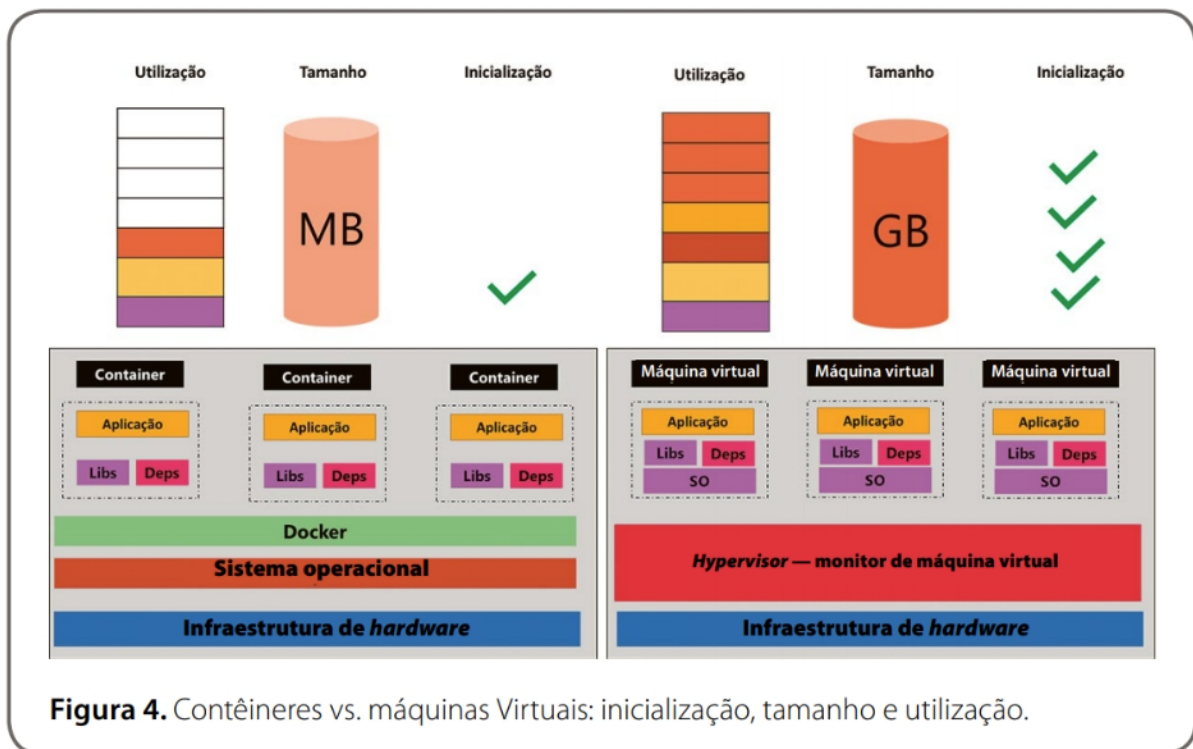 Utilização Tamanho Inicialização
MB
Container Container Container
Aplicação Aplicação Aplicação
Libs Deps Libs Deps Libs Deps
Docker
Sistema operacional
Infraestrutura de hardware
Utilização Tamanho Inicialização
GB
Máquina virtual Máquina virtual Máquina virtual
Aplicação Aplicação Aplicação
Libs Deps Libs Deps Libs Deps
SO SO SO
Hypervisor — monitor de máquina virtual
Infraestrutura de hardware
Figura 4. Contêineres vs. máquinas Virtuais: inicialização, tamanho e utilização.